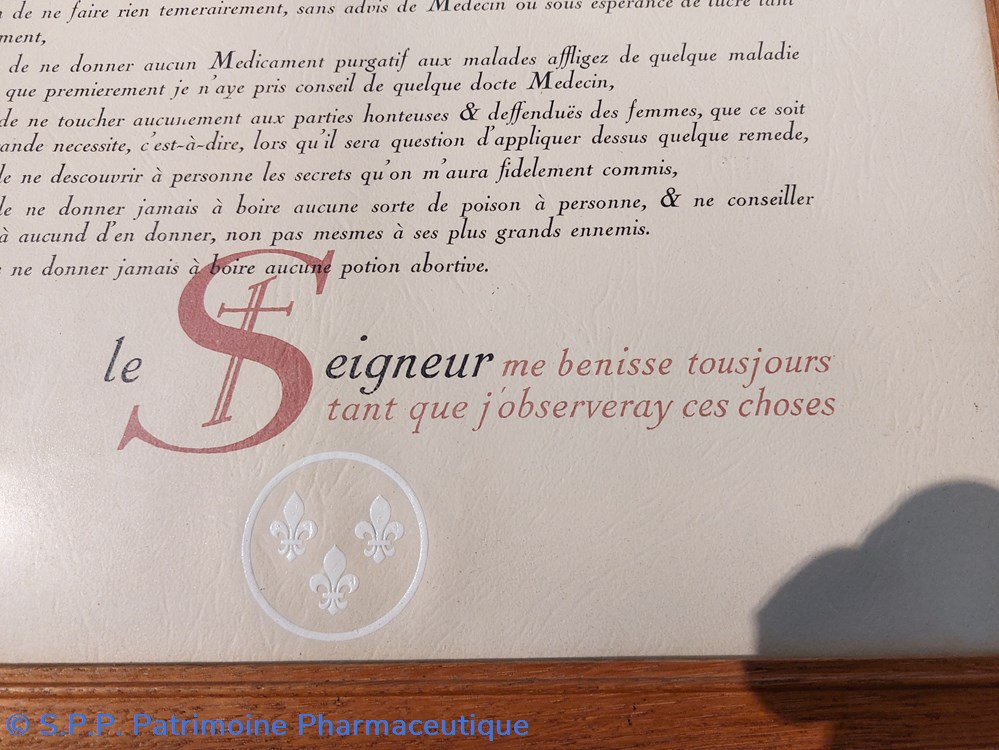 de ne faire rien temerairement, sans advis de Medecin ou sous esperance de lucre tant
ment,
de ne donner aucun Medicament purgatif aux malades affligez de quelque maladie
que premierement je n'aye pris conseil de quelque docte Medecin,
de ne toucher aucunement aux parties honteuses & deffenduës des femmes, que ce soit
ande necessite, c'est-à-dire, lors qu'il sera question d'appliquer dessus quelque remede,
de ne descouvrir à personne les secrets qu'on m'aura fidelement commis,
de ne donner jamais à boire aucune sorte de poison à personne, & ne conseiller
à aucund d'en donner, non pas mesmes à ses plus grands ennemis.
ne donner jamais à boire aucune potion abortive.
le Seigneur me benisse tousjours
tant que j'observeray ces choses
© S.P.P. Patrimoine Pharmaceutique